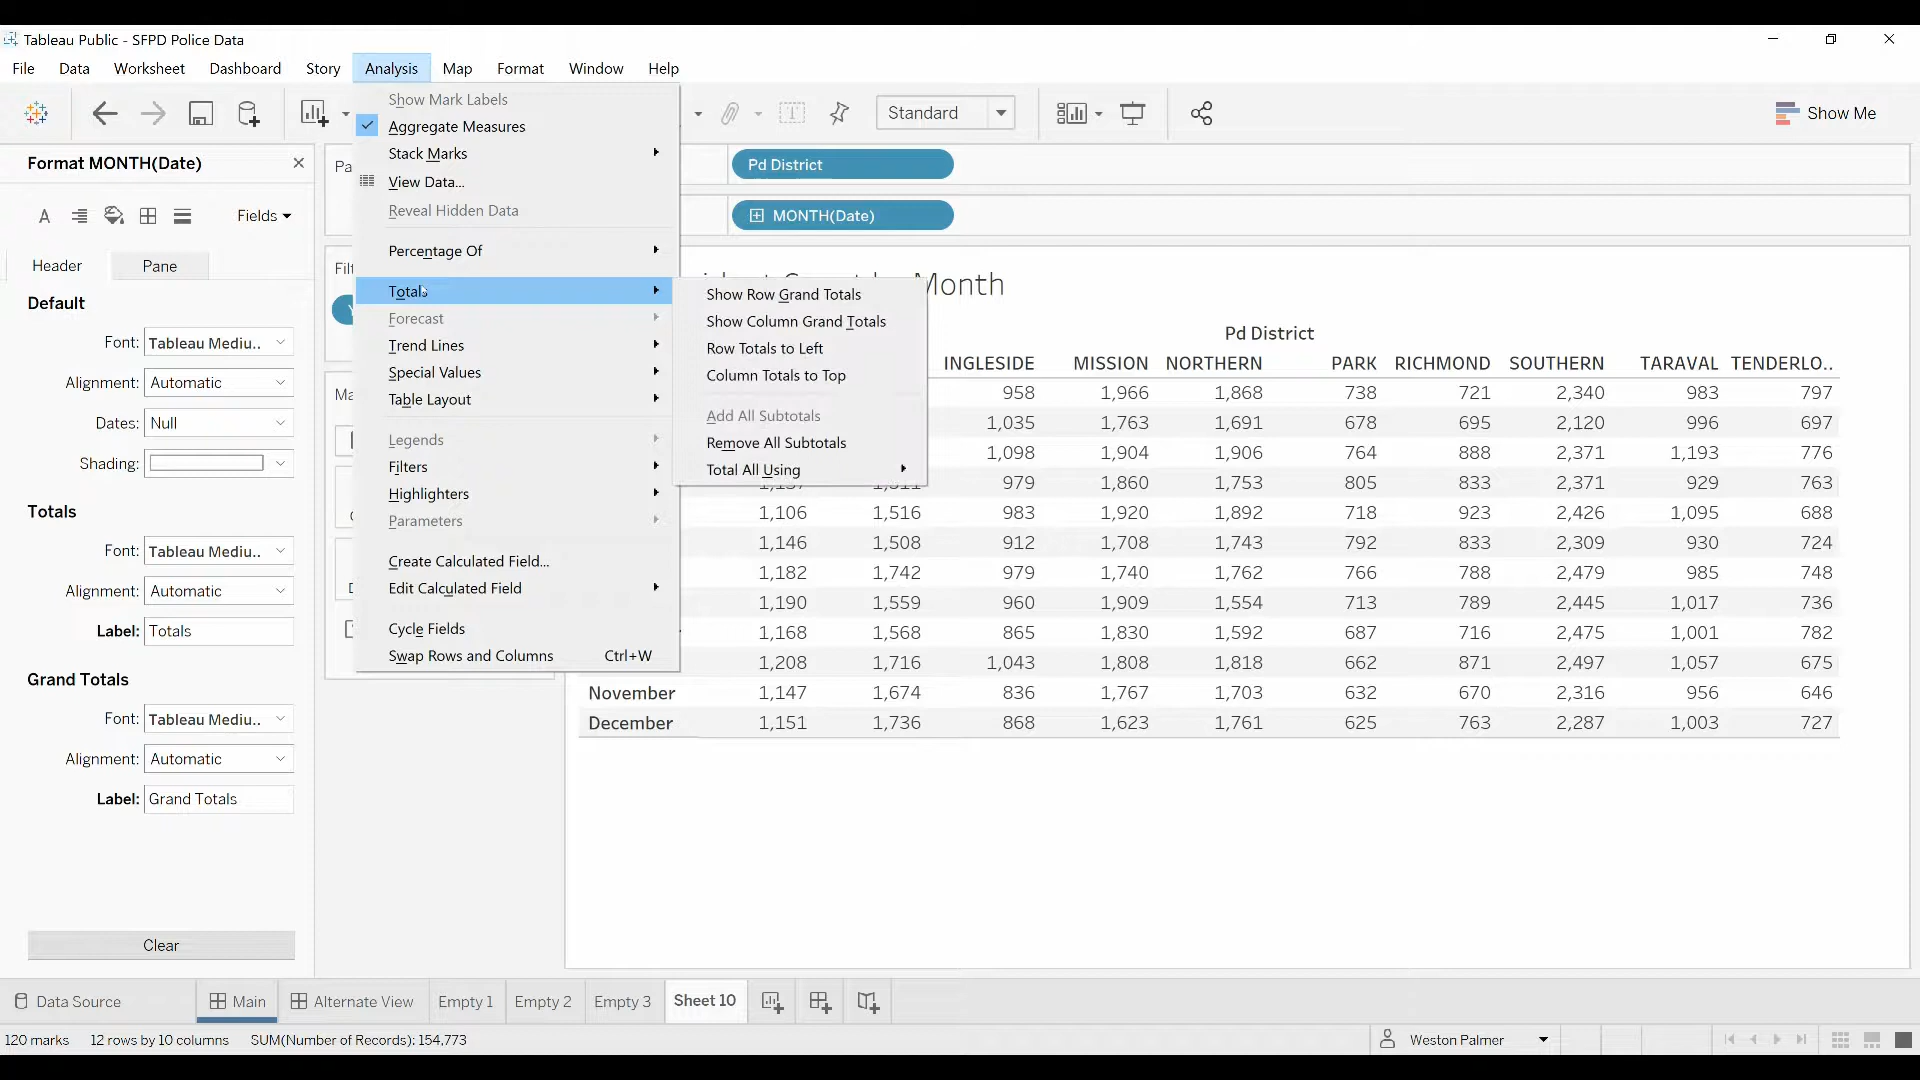 Tableau Public - SFPD Police Data
File Data Worksheet Dashboard Story Analysis Map Format Window Help
Standard
Show Me
Format MONTH(Date)
Fields
Header Pane
Default
Font: Tableau Mediu..
Alignment: Automatic
Dates: Null
Shading:
Totals
Font: Tableau Mediu..
Alignment: Automatic
Label: Totals
Grand Totals
Font: Tableau Mediu..
Alignment: Automatic
Label: Grand Totals
Clear
Show Mark Labels
Aggregate Measures
Stack Marks
View Data...
Reveal Hidden Data
Percentage Of
Totals
Forecast
Trend Lines
Special Values
Table Layout
Legends
Filters
Highlighters
Parameters
Create Calculated Field...
Edit Calculated Field
Cycle Fields
Swap Rows and Columns Ctrl+W
Show Row Grand Totals
Show Column Grand Totals
Row Totals to Left
Column Totals to Top
Add All Subtotals
Remove All Subtotals
Total All Using
Pd District
MONTH(Date)
Month
Pd District
INGLESIDE MISSION NORTHERN PARK RICHMOND SOUTHERN TARAVAL TENDERLO..
958 1,966 1,868 738 721 2,340 983 797
1,035 1,763 1,691 678 695 2,120 996 697
1,098 1,904 1,906 764 888 2,371 1,193 776
979 1,860 1,753 805 833 2,371 929 763
1,106 1,516 983 1,920 1,892 718 923 2,426 1,095 688
1,146 1,508 912 1,708 1,743 792 833 2,309 930 724
1,182 1,742 979 1,740 1,762 766 788 2,479 985 748
1,190 1,559 960 1,909 1,554 713 789 2,445 1,017 736
1,168 1,568 865 1,830 1,592 687 716 2,475 1,001 782
1,208 1,716 1,043 1,808 1,818 662 871 2,497 1,057 675
November 1,147 1,674 836 1,767 1,703 632 670 2,316 956 646
December 1,151 1,736 868 1,623 1,761 625 763 2,287 1,003 727
Data Source Main Alternate View Empty 1 Empty 2 Empty 3 Sheet 10
120 marks 12 rows by 10 columns SUM(Number of Records): 154,773
Weston Palmer